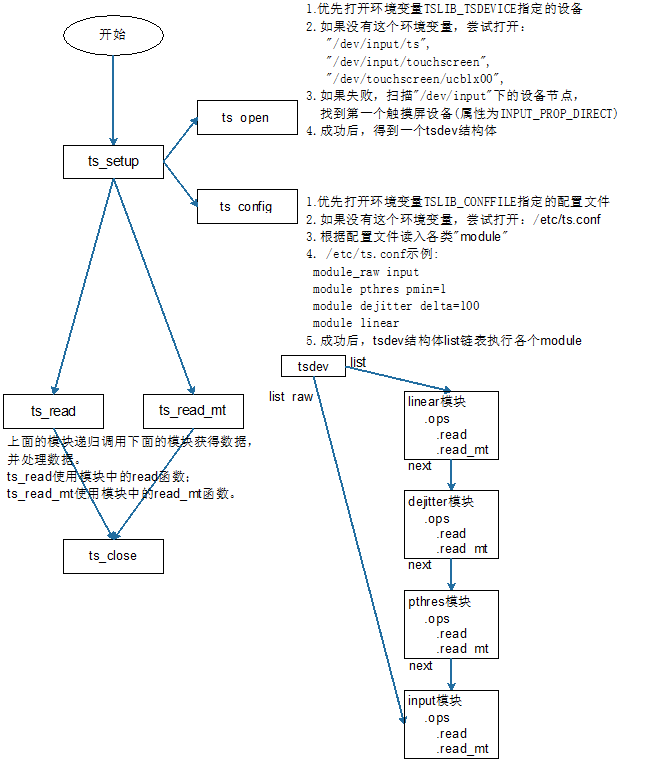 开始
ts_setup
ts open
1.优先打开环境变量TSLIB_TSDEVICE指定的设备
2.如果没有这个环境变量，尝试打开：
"/dev/input/ts",
"/dev/input/touchscreen",
"/dev/touchscreen/ucb1x00",
3.如果失败，扫描"/dev/input"下的设备节点，
找到第一个触摸屏设备(属性为INPUT_PROP_DIRECT)
4.成功后，得到一个tsdev结构体
ts config
1.优先打开环境变量TSLIB_CONFFILE指定的配置文件
2.如果没有这个环境变量，尝试打开：/etc/ts.conf
3.根据配置文件读入各类"module"
4. /etc/ts.conf示例：
module_raw input
module pthres pmin=1
module dejitter delta=100
module linear
5.成功后，tsdev结构体list链表执行各个module
ts_read
ts_read_mt
上面的模块递归调用下面的模块获得数据，
并处理数据。
ts_read使用模块中的read函数；
ts_read_mt使用模块中的read_mt函数。
ts_close
tsdev
list
list raw
linear模块
.ops
.read
.read_mt
next
dejitter模块
.ops
.read
.read mt
next
pthres模块
.ops
.read
.read mt
next
input模块
.ops
.read
.read_mt